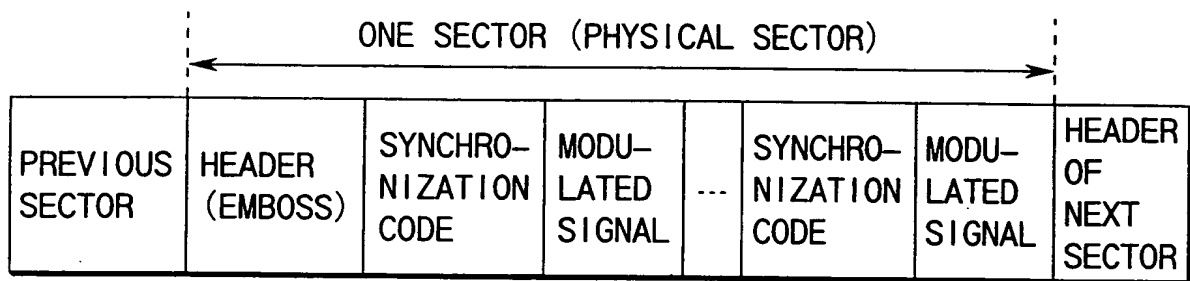 ONE SECTOR (PHYSICAL SECTOR)
PREVIOUS
SECTOR
HEADER
(EMBOSS)
SYNCHRO-
NIZATION
CODE
MODU-
LATED
SIGNAL
---
SYNCHRO-
NIZATION
CODE
MODU-
LATED
SIGNAL
HEADER
OF
NEXT
SECTOR